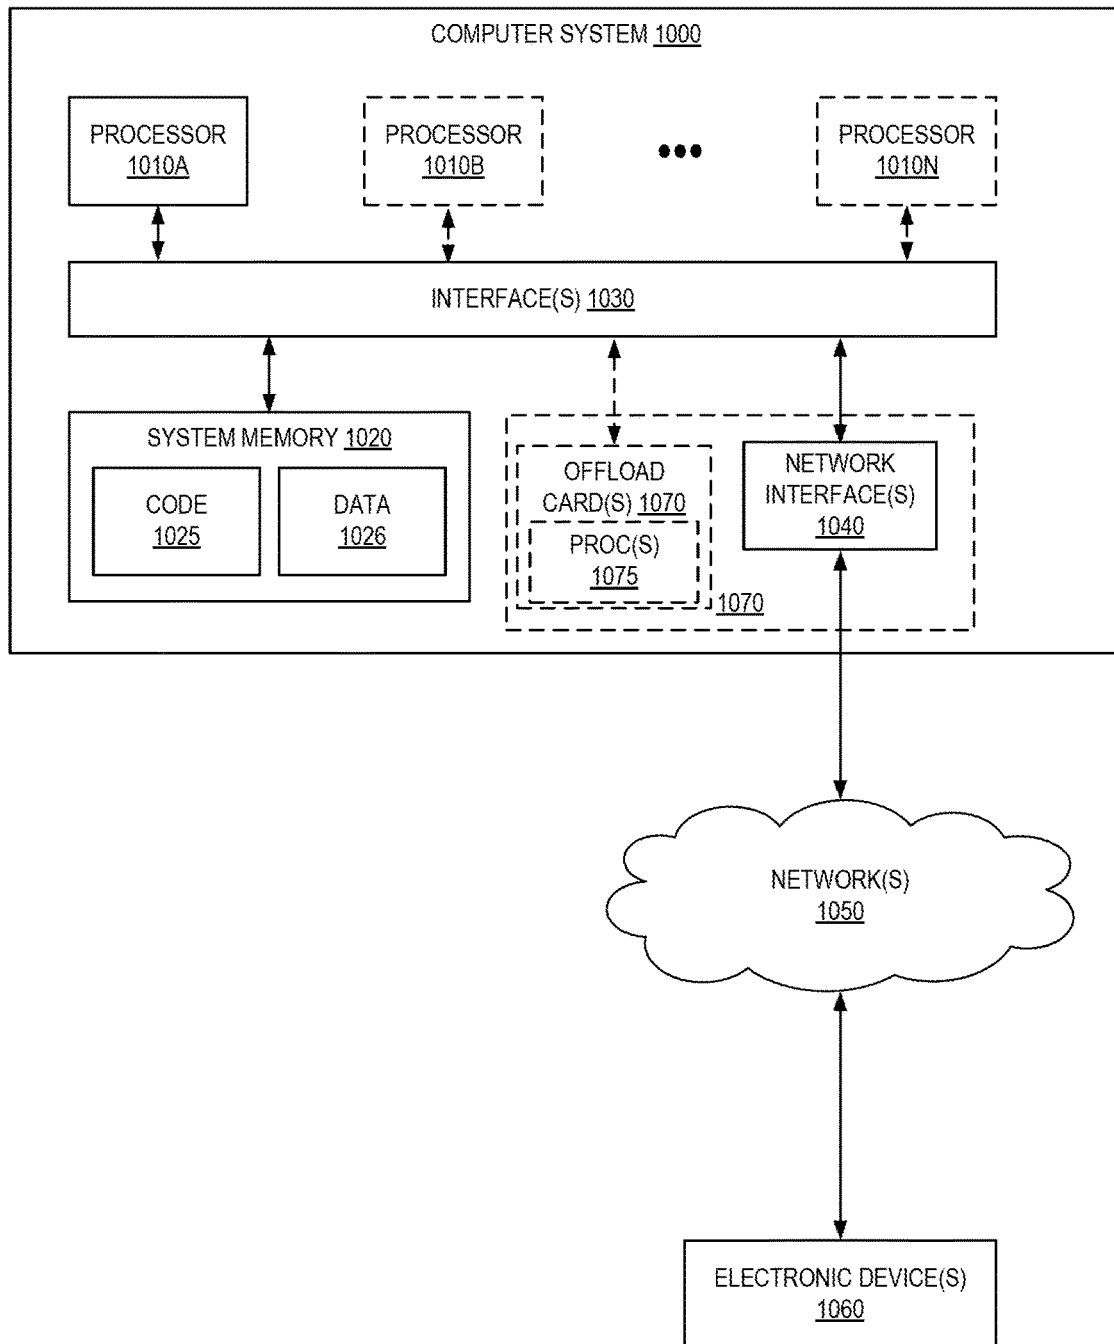 COMPUTER SYSTEM 1000
PROCESSOR
1010A
PROCESSOR
1010B
PROCESSOR
1010N
INTERFACE(S) 1030
SYSTEM MEMORY 1020
CODE
1025
DATA
1026
OFFLOAD
CARD(S) 1070
PROC(S)
1075
1070
NETWORK
INTERFACE(S)
1040
NETWORK(S)
1050
ELECTRONIC DEVICE(S)
1060